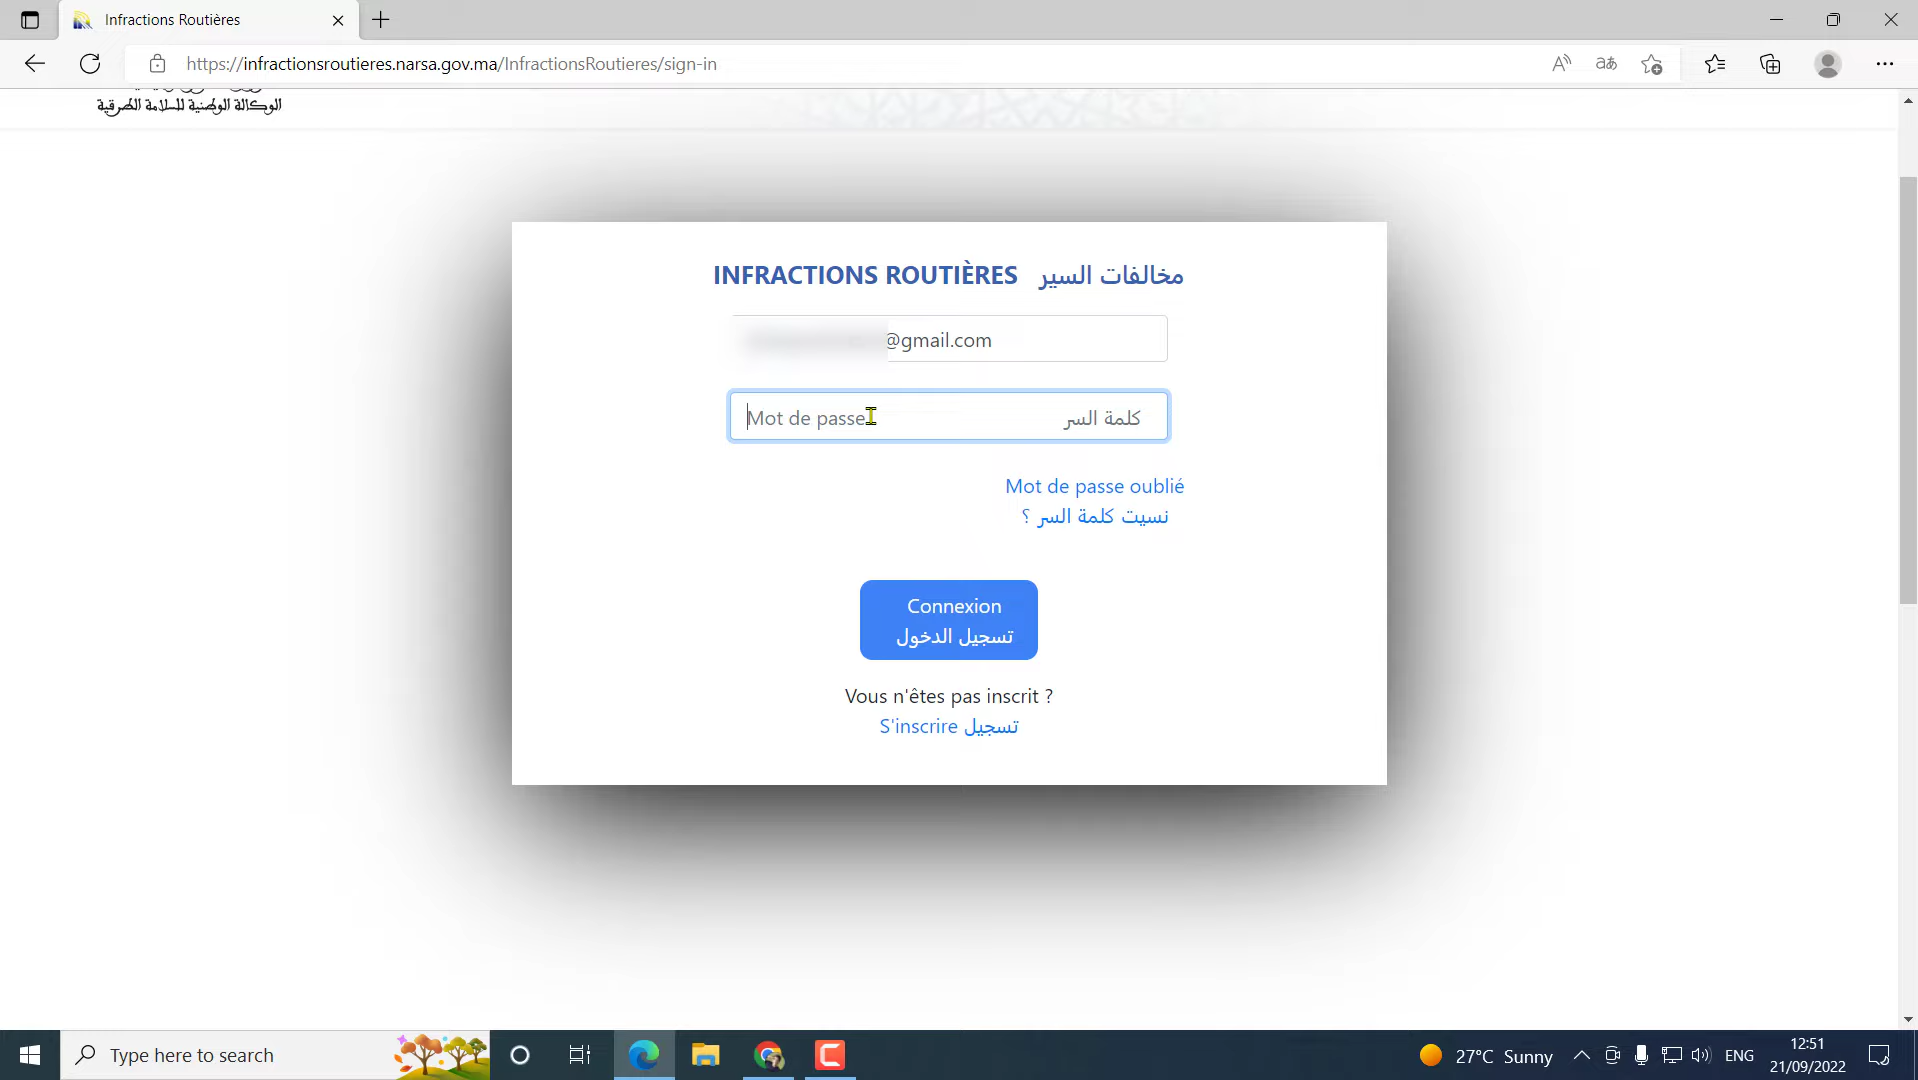 Infractions Routières
https://infractionsroutieres.narsa.gov.ma/InfractionsRoutieres/sign-in
الوكالة الوطنية للسلامة الطرقية
INFRACTIONS ROUTIÈRES مخالفات السير
@gmail.com
Mot de passe كلمة السر
Mot de passe oublié
نسيت كلمة السر ؟
Connexion
تسجيل الدخول
Vous n'êtes pas inscrit ?
S'inscrire تسجيل
Type here to search
27°C Sunny
ENG
12:51
21/09/2022